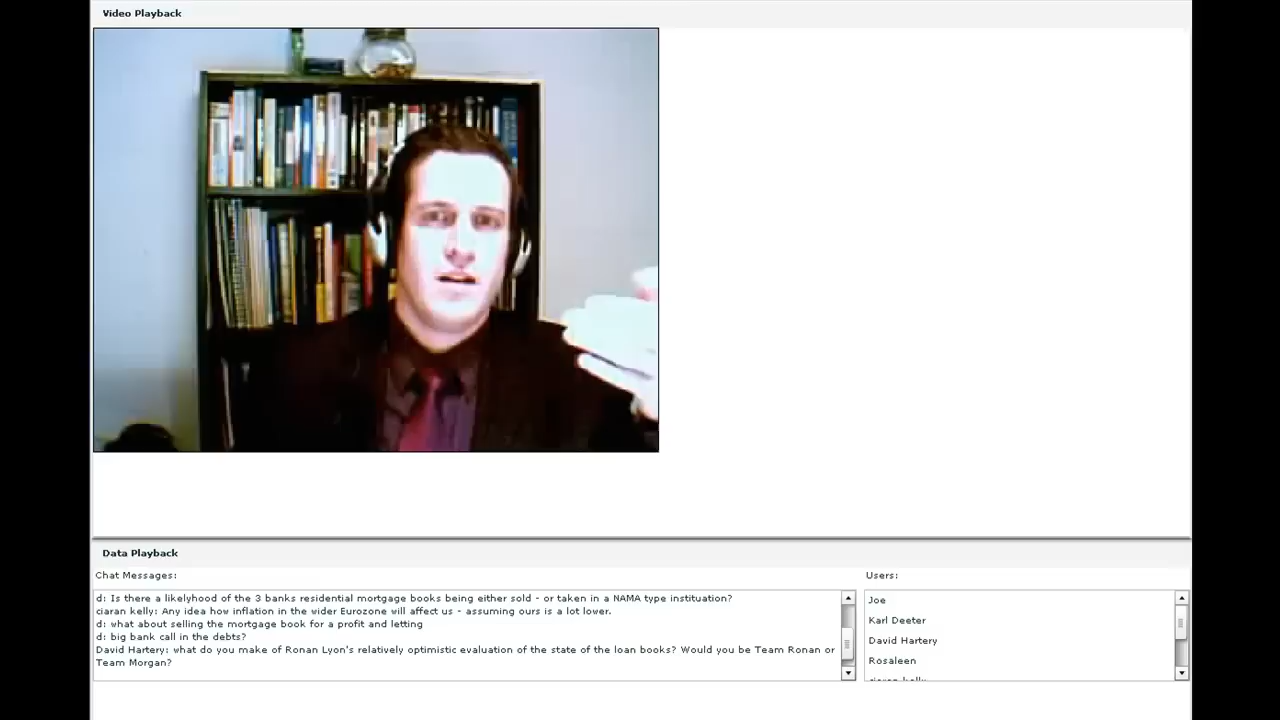 Video Playback
Data Playback
Chat Messages:
d: Is there a likelyhood of the 3 banks residential mortgage books being either sold - or taken in a NAMA type instituation?
ciaran kelly: Any idea how inflation in the wider Eurozone will affect us - assuming ours is a lot lower.
d: what about selling the mortgage book for a profit and letting
d: big bank call in the debts?
David Hartery: what do you make of Ronan Lyon's relatively optimistic evaluation of the state of the loan books? Would you be Team Ronan or
Team Morgan?
Users:
Joe
Karl Deeter
David Hartery
Rosaleen
ciaran kelly